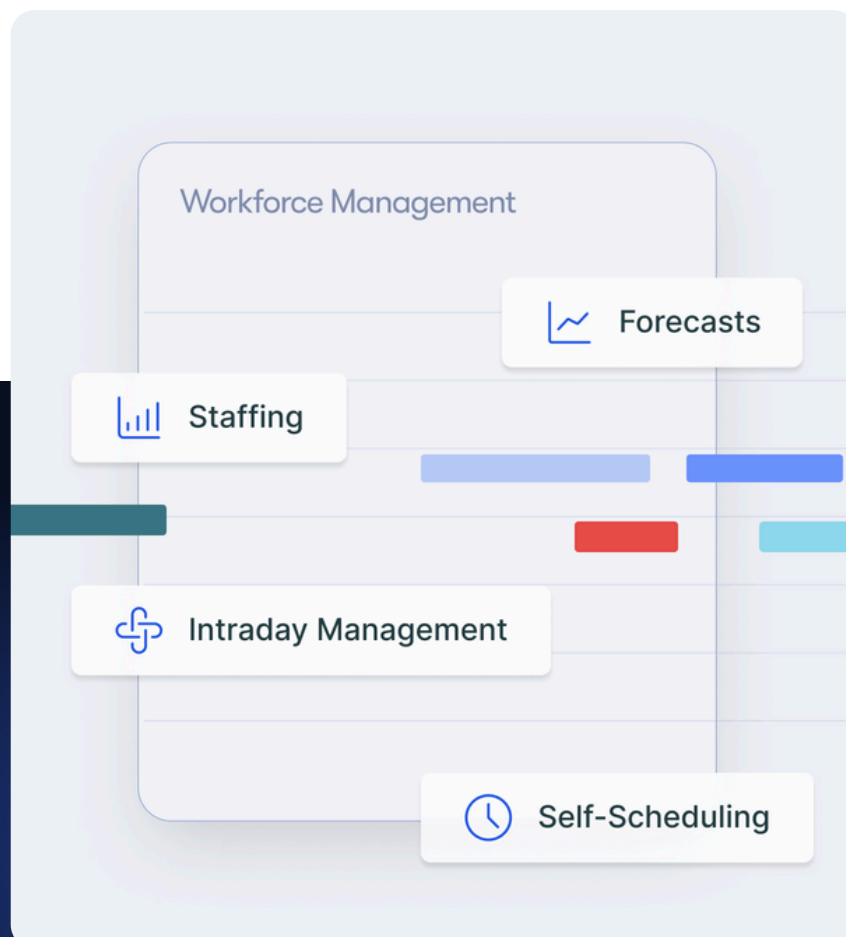 Workforce Management
Forecasts
Staffing
Intraday Management
Self-Scheduling